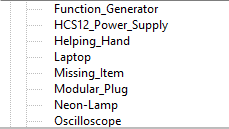 Function_Generator
HCS12_Power_Supply
Helping_Hand
Laptop
Missing_Item
Modular_Plug
Neon-Lamp
Oscilloscope